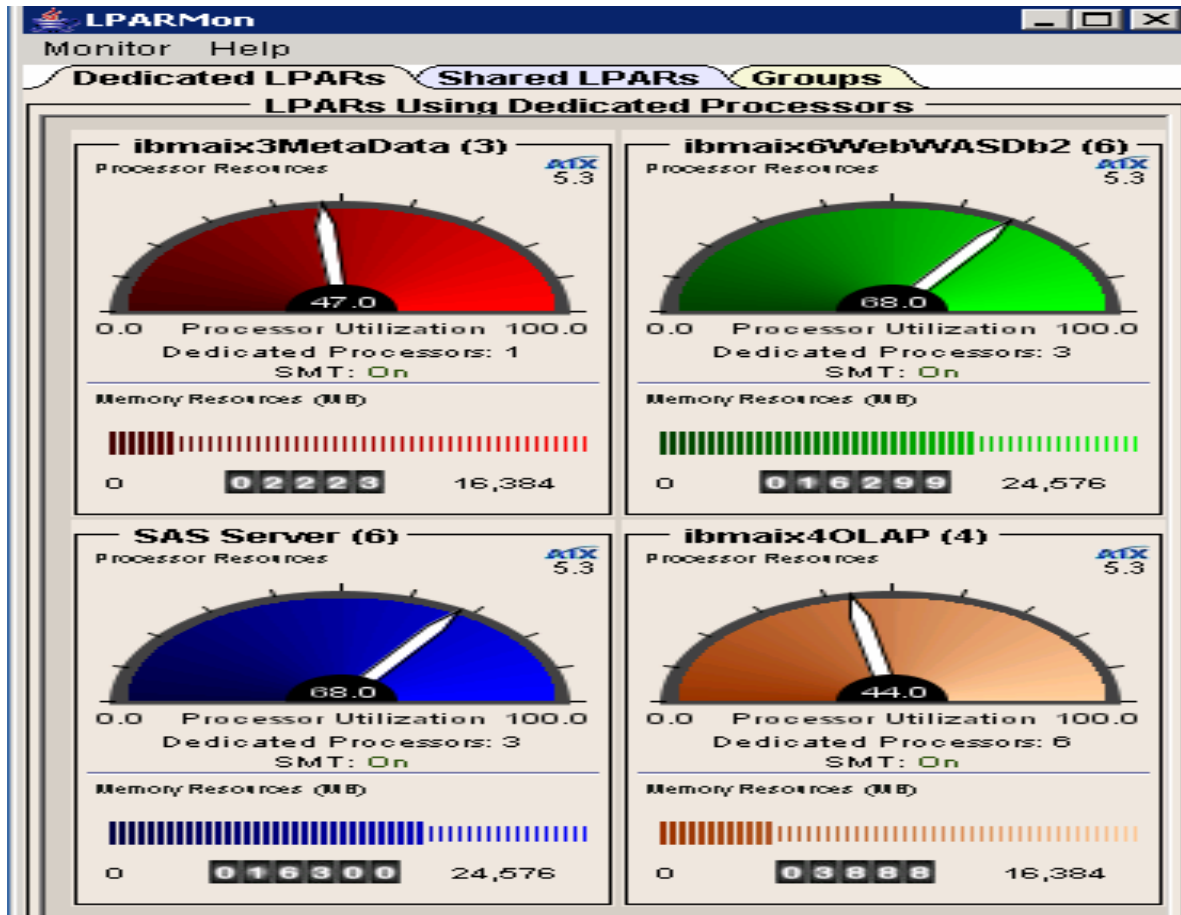 LPARMon
Monitor Help
Dedicated LPARs Shared LPARs Groups
LPARs Using Dedicated Processors
ibmaix3MetaData (3)
Processor Resources
AIX
5.3
47.0
0.0 Processor Utilization 100.0
Dedicated Processors: 1
SMT: On
Memory Resources (MB)
0 02223 16,384
ibmaix6WebWASDb2 (6)
Processor Resources
AIX
5.3
68.0
0.0 Processor Utilization 100.0
Dedicated Processors: 3
SMT: On
Memory Resources (MB)
0 016299 24,576
SAS Server (6)
Processor Resources
AIX
5.3
68.0
0.0 Processor Utilization 100.0
Dedicated Processors: 3
SMT: On
Memory Resources (MB)
0 016300 24,576
ibmaix4OLAP (4)
Processor Resources
AIX
5.3
44.0
0.0 Processor Utilization 100.0
Dedicated Processors: 6
SMT: On
Memory Resources (MB)
0 03888 16,384